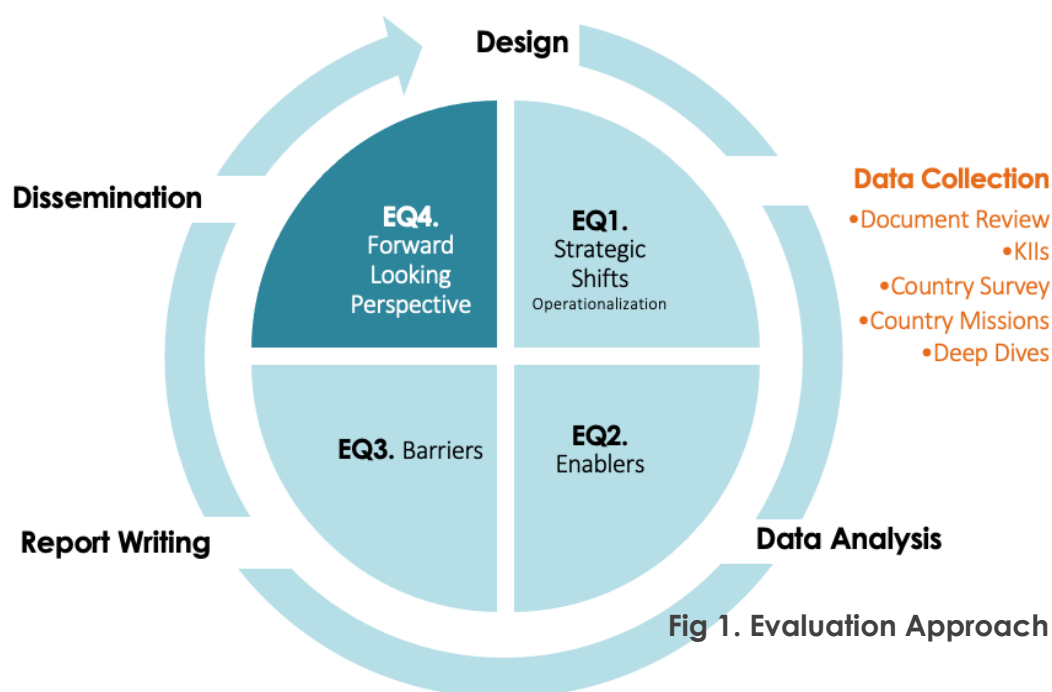 Design
Dissemination
Data Collection
•Document Review
•KIIs
•Country Survey
•Country Missions
•Deep Dives
EQ4.
Forward
Looking
Perspective
EQ1.
Strategic
Shifts
Operationalization
EQ3. Barriers
EQ2.
Enablers
Report Writing
Data Analysis
Fig 1. Evaluation Approach